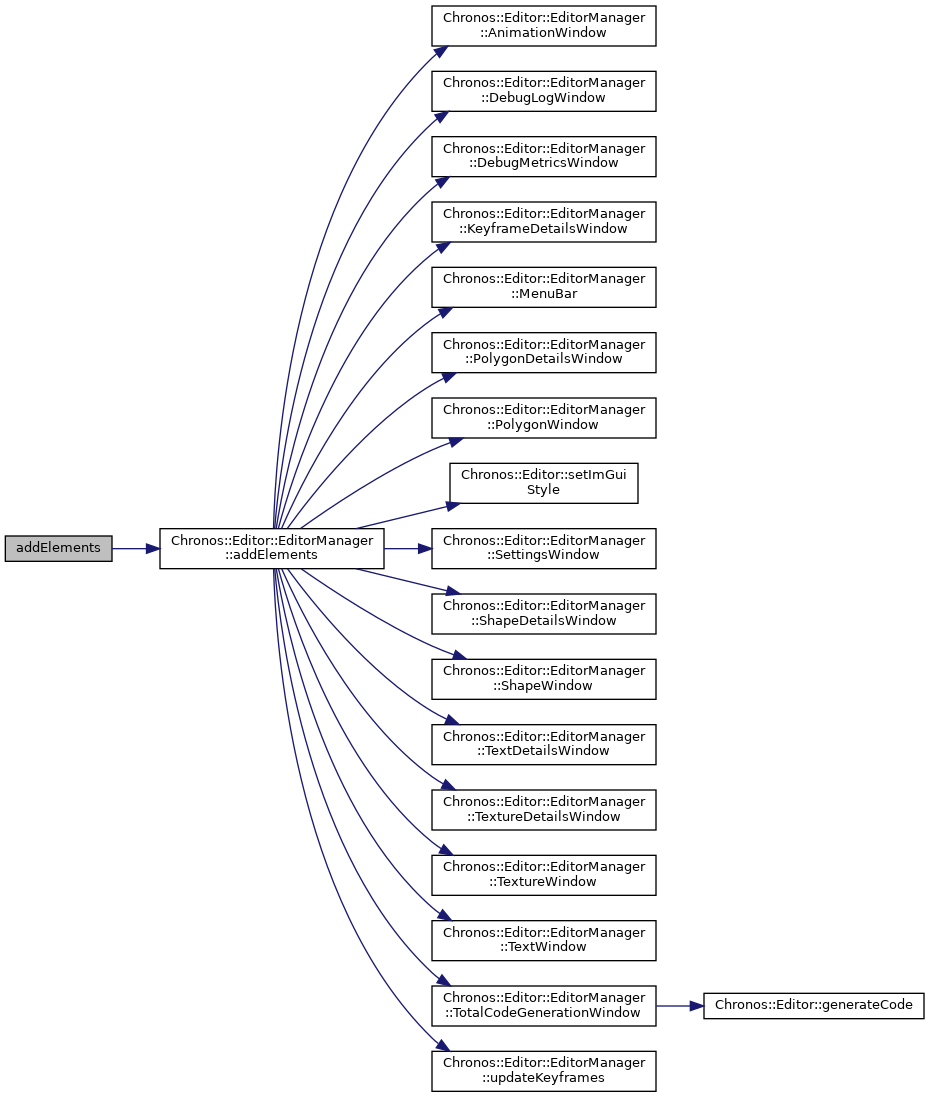 Chronos::Editor::EditorManager
::AnimationWindow
Chronos::Editor::EditorManager
::DebugLogWindow
Chronos::Editor::EditorManager
::DebugMetricsWindow
Chronos::Editor::EditorManager
::KeyframeDetailsWindow
Chronos::Editor::EditorManager
::MenuBar
Chronos::Editor::EditorManager
::PolygonDetailsWindow
Chronos::Editor::EditorManager
::PolygonWindow
Chronos::Editor::setImGui
Style
addElements
Chronos::Editor::EditorManager
::addElements
Chronos::Editor::EditorManager
::SettingsWindow
Chronos::Editor::EditorManager
::ShapeDetailsWindow
Chronos::Editor::EditorManager
::ShapeWindow
Chronos::Editor::EditorManager
::TextDetailsWindow
Chronos::Editor::EditorManager
::TextureDetailsWindow
Chronos::Editor::EditorManager
::TextureWindow
Chronos::Editor::EditorManager
::TextWindow
Chronos::Editor::EditorManager
::TotalCodeGenerationWindow
Chronos::Editor::generateCode
Chronos::Editor::EditorManager
::updateKeyframes